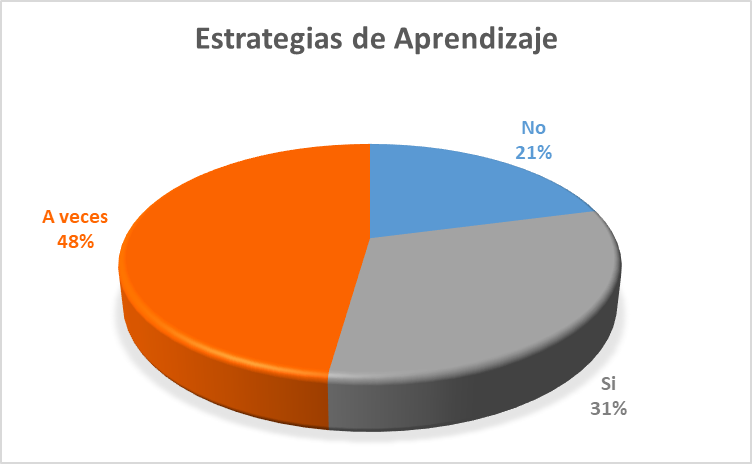 Estrategias de Aprendizaje
No
21%
A veces
48%
Si
31%